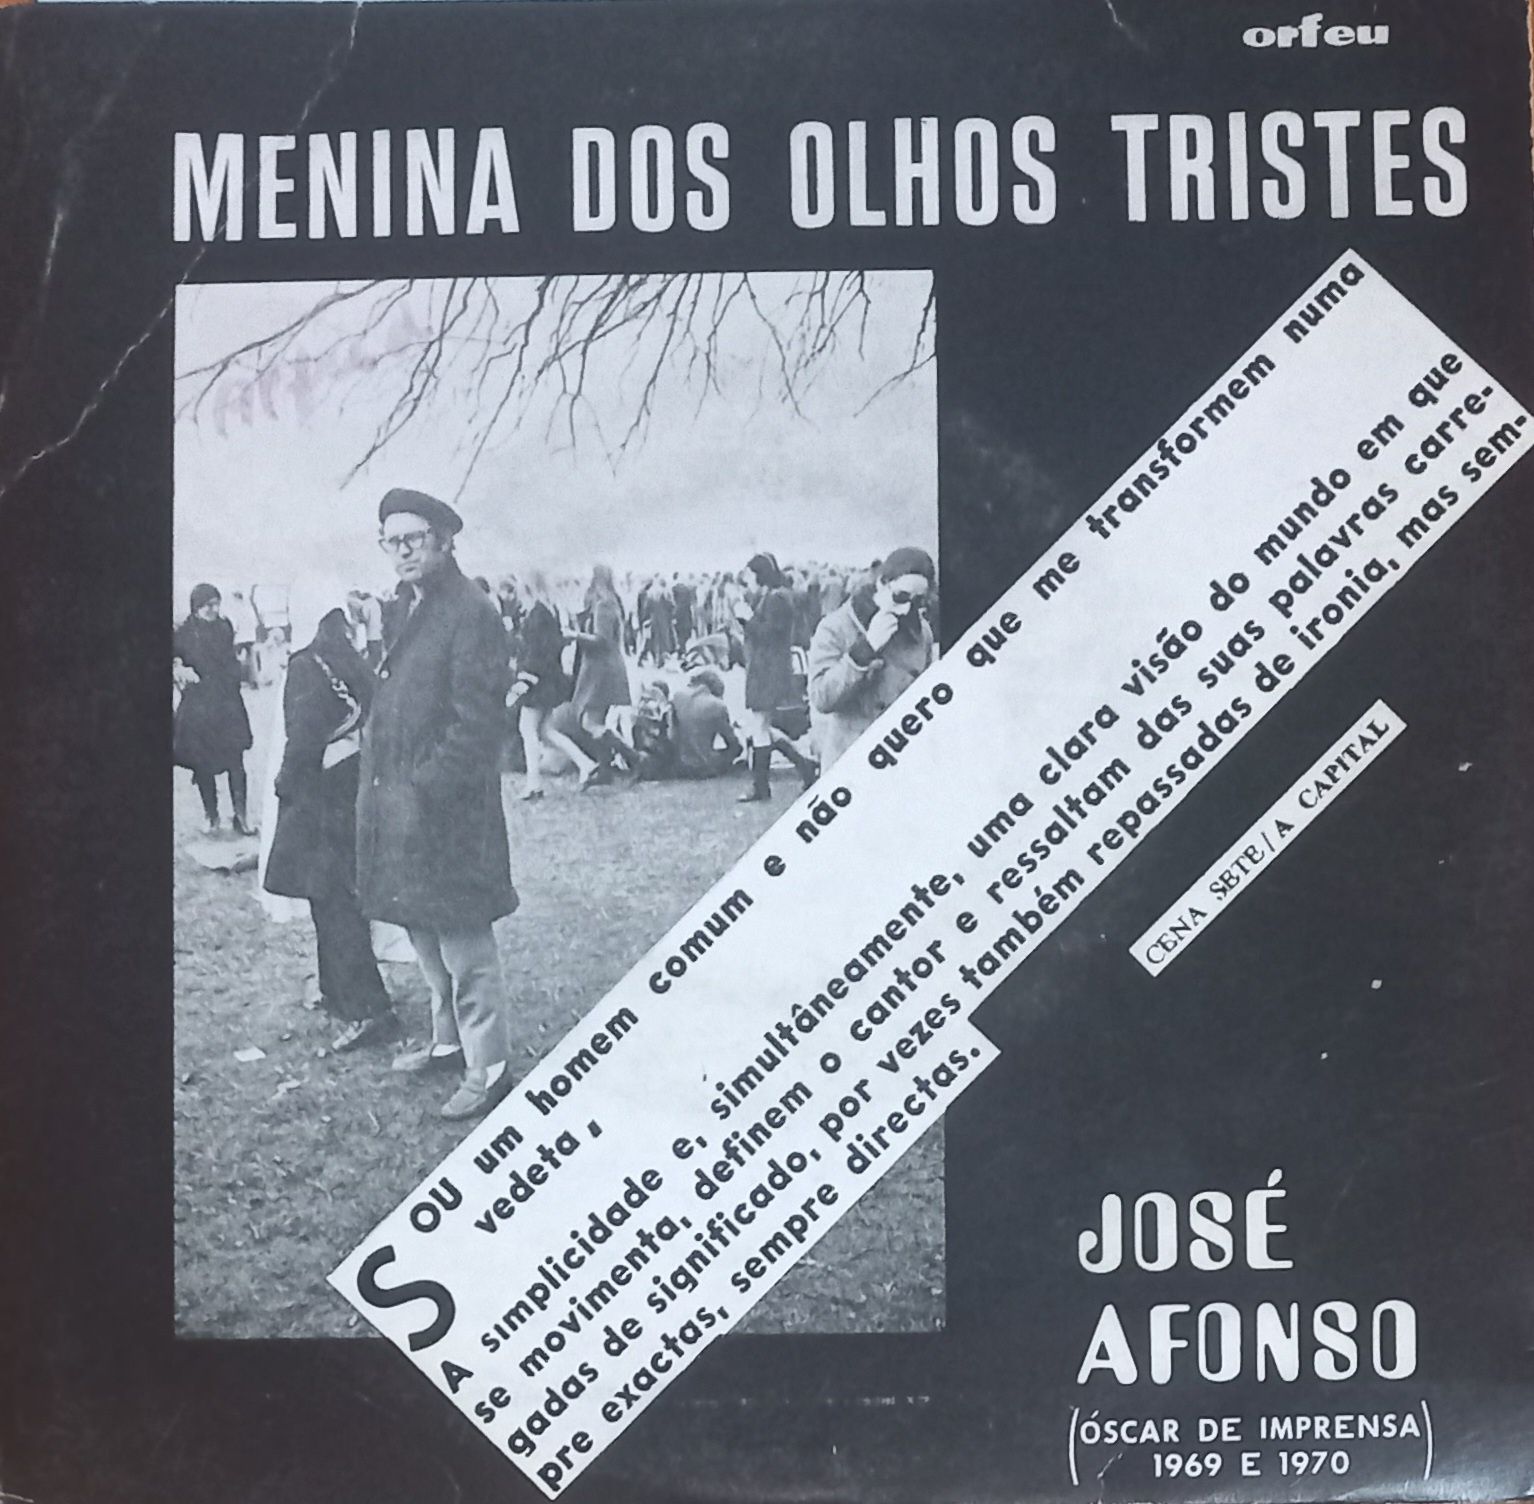 orfeu
MENINA DOS OLHOS TRISTES
SOU um homem comum e não quero que me transformem numa
vedeta,
A simplicidade e, simultâneamente, uma clara visão do mundo em que
se movimenta, definem o cantor e ressaltam das suas palavras carre-
gadas de significado, por vezes também repassadas de ironia, mas sem-
pre exactas, sempre directas.
CENA SETE/A CAPITAL
JOSÉ
AFONSO
(ÓSCAR DE IMPRENSA
1969 E 1970)